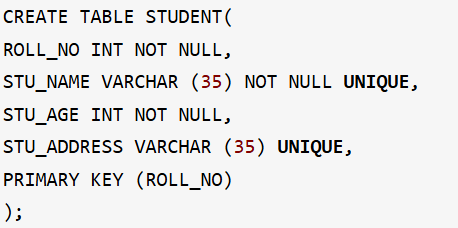 CREATE TABLE STUDENT(
ROLL_NO INT NOT NULL,
STU_NAME VARCHAR (35) NOT NULL UNIQUE,
STU_AGE INT NOT NULL,
STU_ADDRESS VARCHAR (35) UNIQUE,
PRIMARY KEY (ROLL_NO)
);